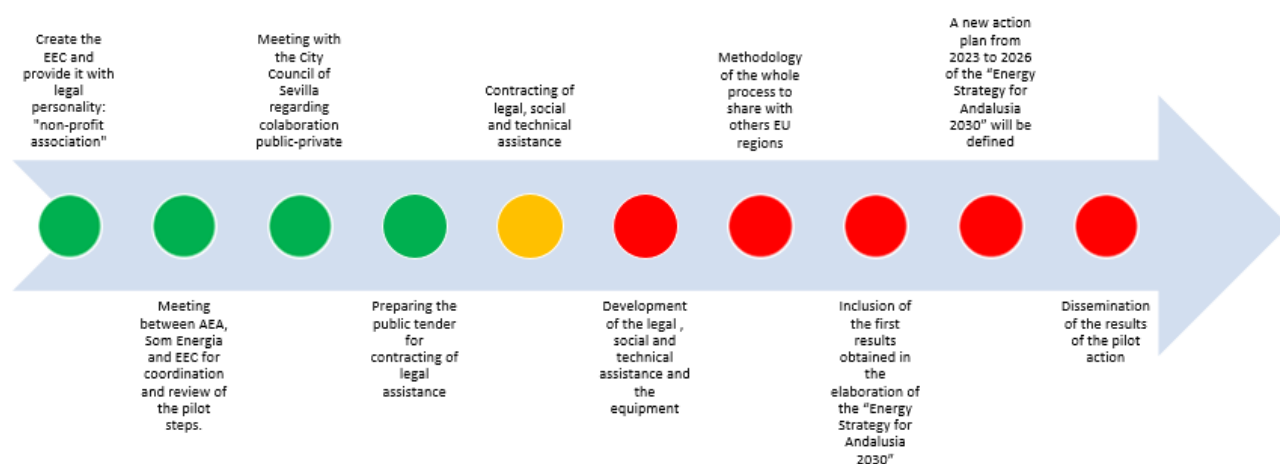 Create the
EEC and
provide it with
legal
personality:
"non-profit
association"
Meeting
between AEA,
Som Energia
and EEC for
coordination
and review of
the pilot
steps.
Meeting with
the City
Council of
Sevilla
regarding
colaboration
public-private
Preparing the
public tender
for
contracting of
legal
assistance
Contracting of
legal, social
and technical
assistance
Development
of the legal ,
social and
technical
assistance and
the
equipment
Methodology
of the whole
process to
share with
others EU
regions
Inclusion of
the first
results
obtained in
the
elaboration of
the "Energy
Strategy for
Andalusia
2030"
A new action
plan from
2023 to 2026
of the "Energy
Strategy for
Andalusia
2030" will be
defined
Dissemination
of the results
of the pilot
action